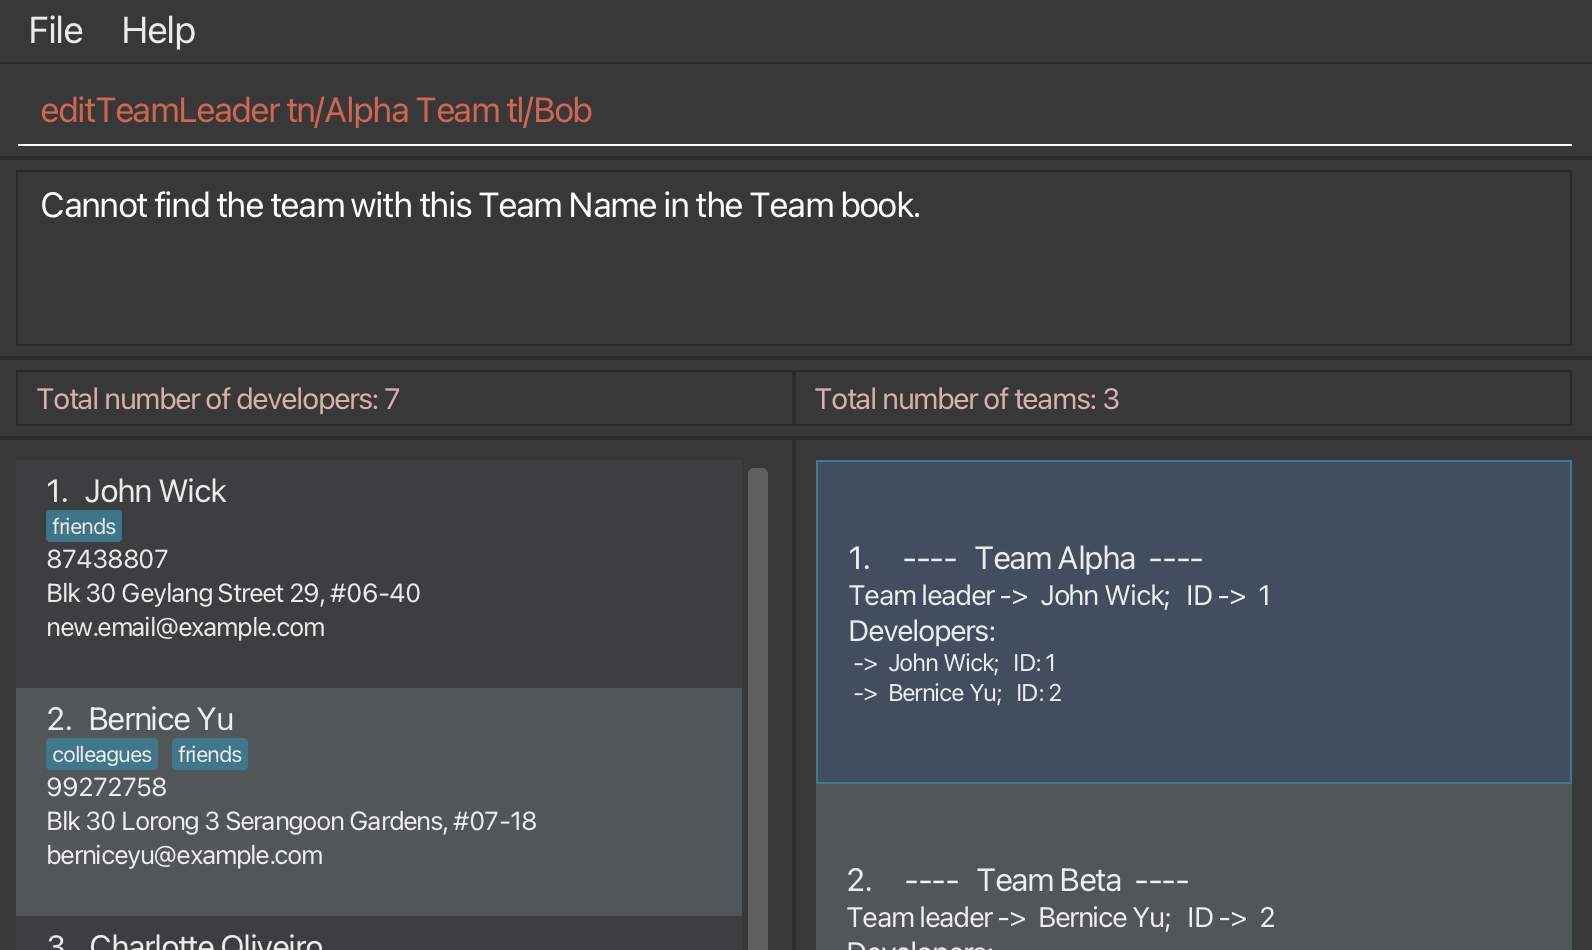 File Help
editTeamLeader tn/Alpha Team tl/Bob
Cannot find the team with this Team Name in the Team book.
Total number of developers: 7
Total number of teams: 3
1. John Wick
friends
87438807
Blk 30 Geylang Street 29, #06-40
new.email@example.com
2. Bernice Yu
colleagues friends
99272758
Blk 30 Lorong 3 Serangoon Gardens, #07-18
berniceyu@example.com
3. Charlotte Oliveiro
1. ---- Team Alpha ----
Team leader -> John Wick; ID -> 1
Developers:
-> John Wick; ID: 1
-> Bernice Yu; ID: 2
2. ---- Team Beta ----
Team leader -> Bernice Yu; ID -> 2
Developers: